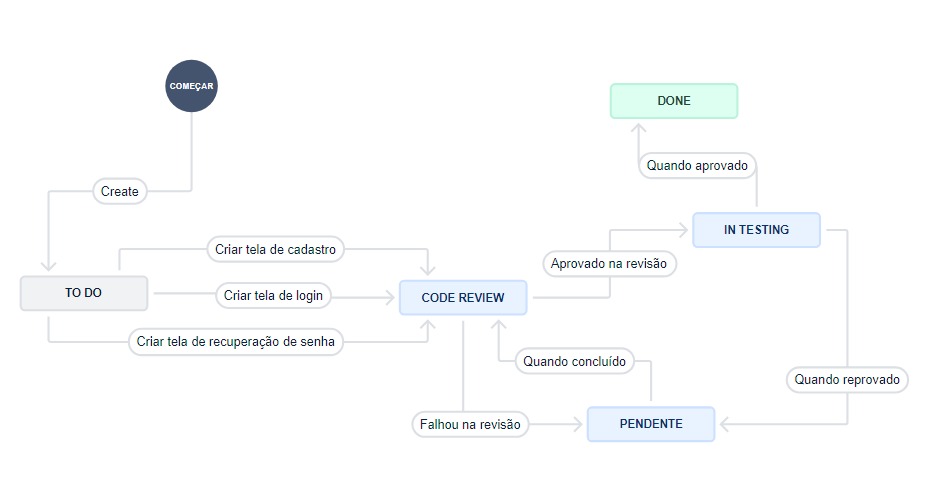 COMEÇAR
DONE
Quando aprovado
Create
IN TESTING
Criar tela de cadastro
Aprovado na revisão
TO DO
Criar tela de login
CODE REVIEW
Criar tela de recuperação de senha
Quando concluído
Quando reprovado
Falhou na revisão
PENDENTE